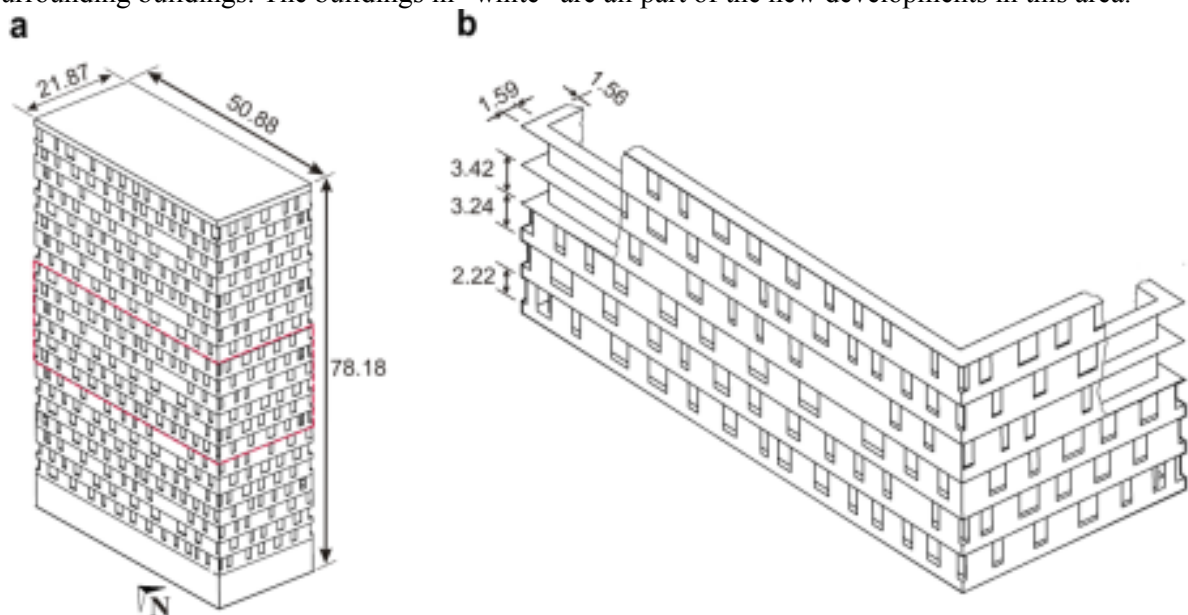 surrounding buildings. The buildings in "white" are all part of the new developments in this area.
a
b
21.87
50.88
78.18
N
1.59
1.56
3.42
3.24
2.22